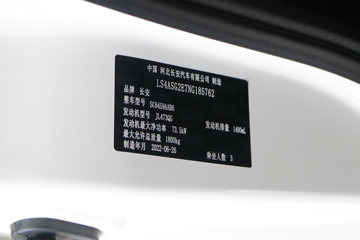 中国 河北长安汽车有限公司 制造
LS4ASG2E7NG185762
品牌 长安
整车型号 SC6459AAB6
发动机型号 JL473QG 发动机排量 1480mL
发动机最大净功率 73.5kW
最大允许总质量 1800kg
制造年月 2022-06-26 乘坐人数 5